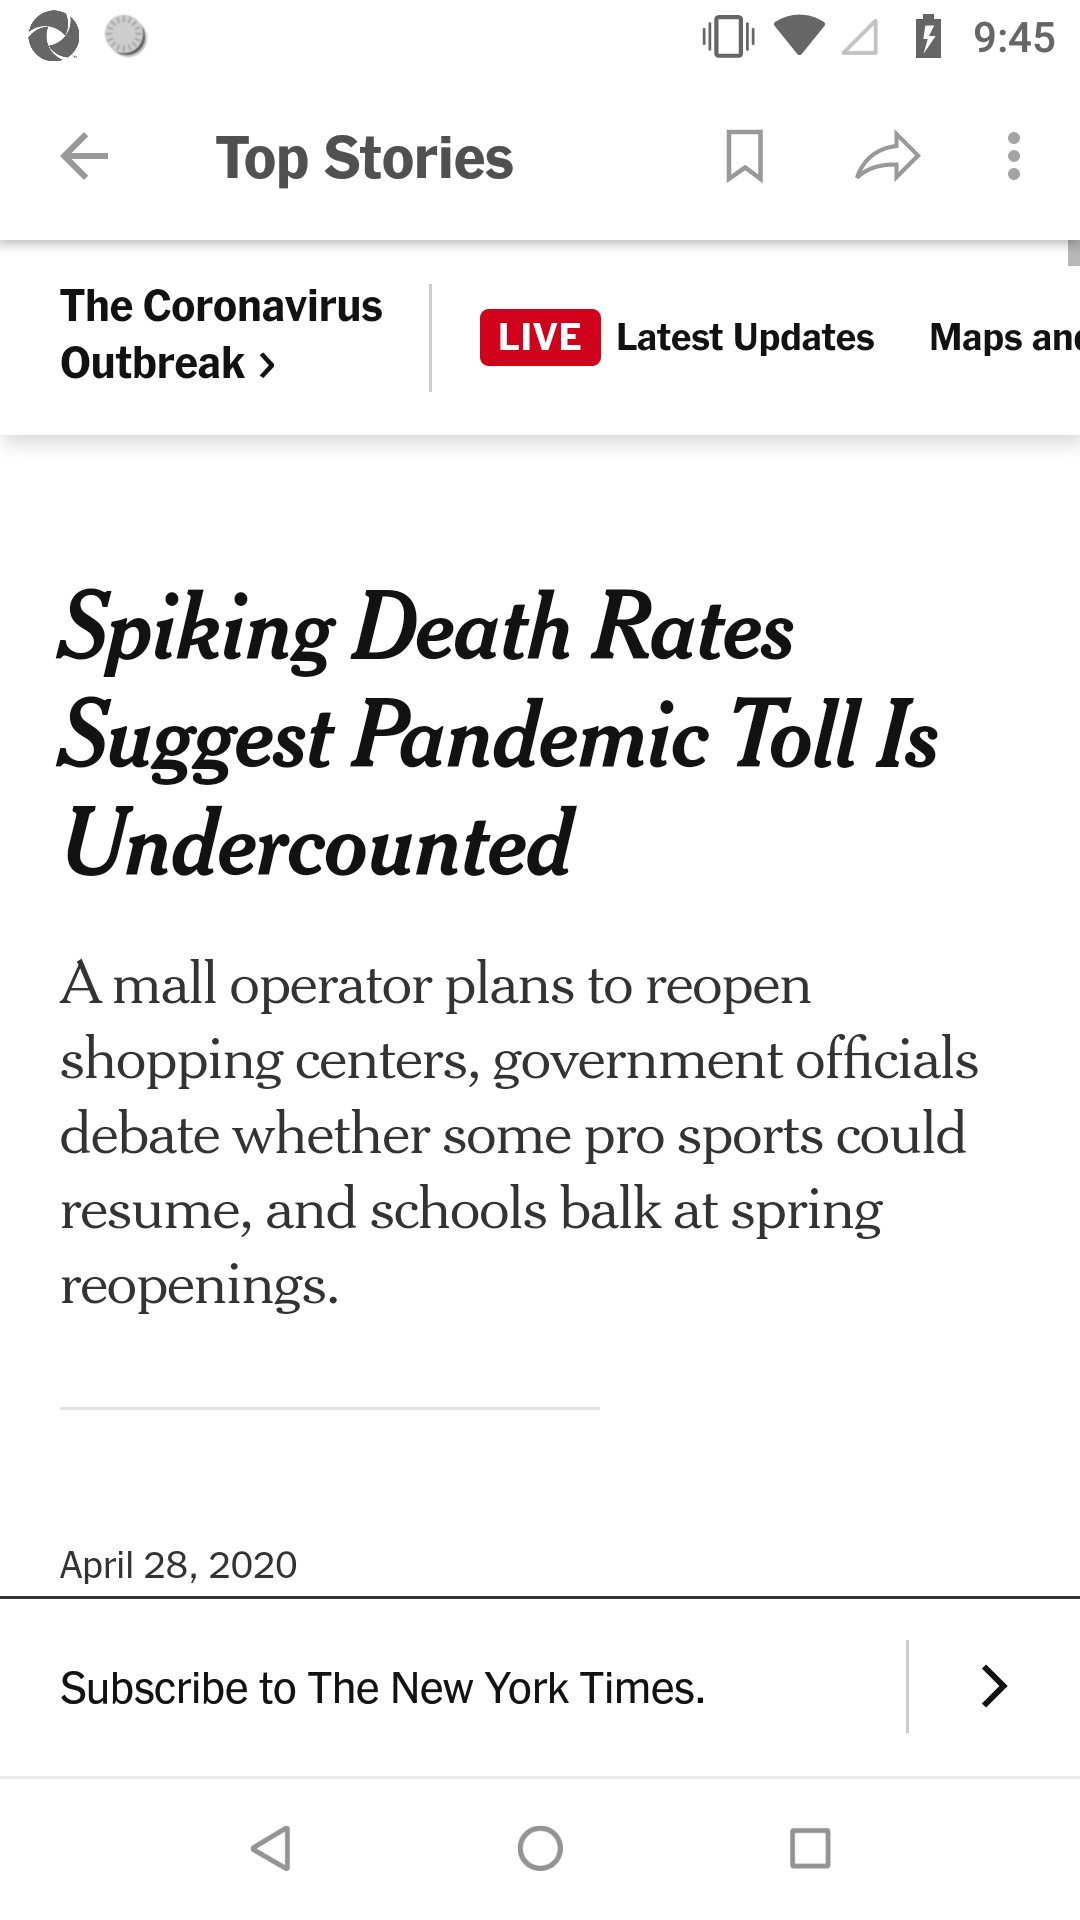 9:45
Top Stories
The Coronavirus
Outbreak >
LIVE Latest Updates Maps and
Spiking Death Rates
Suggest Pandemic Toll Is
Undercounted
A mall operator plans to reopen
shopping centers, government officials
debate whether some pro sports could
resume, and schools balk at spring
reopenings.
April 28, 2020
Subscribe to The New York Times.